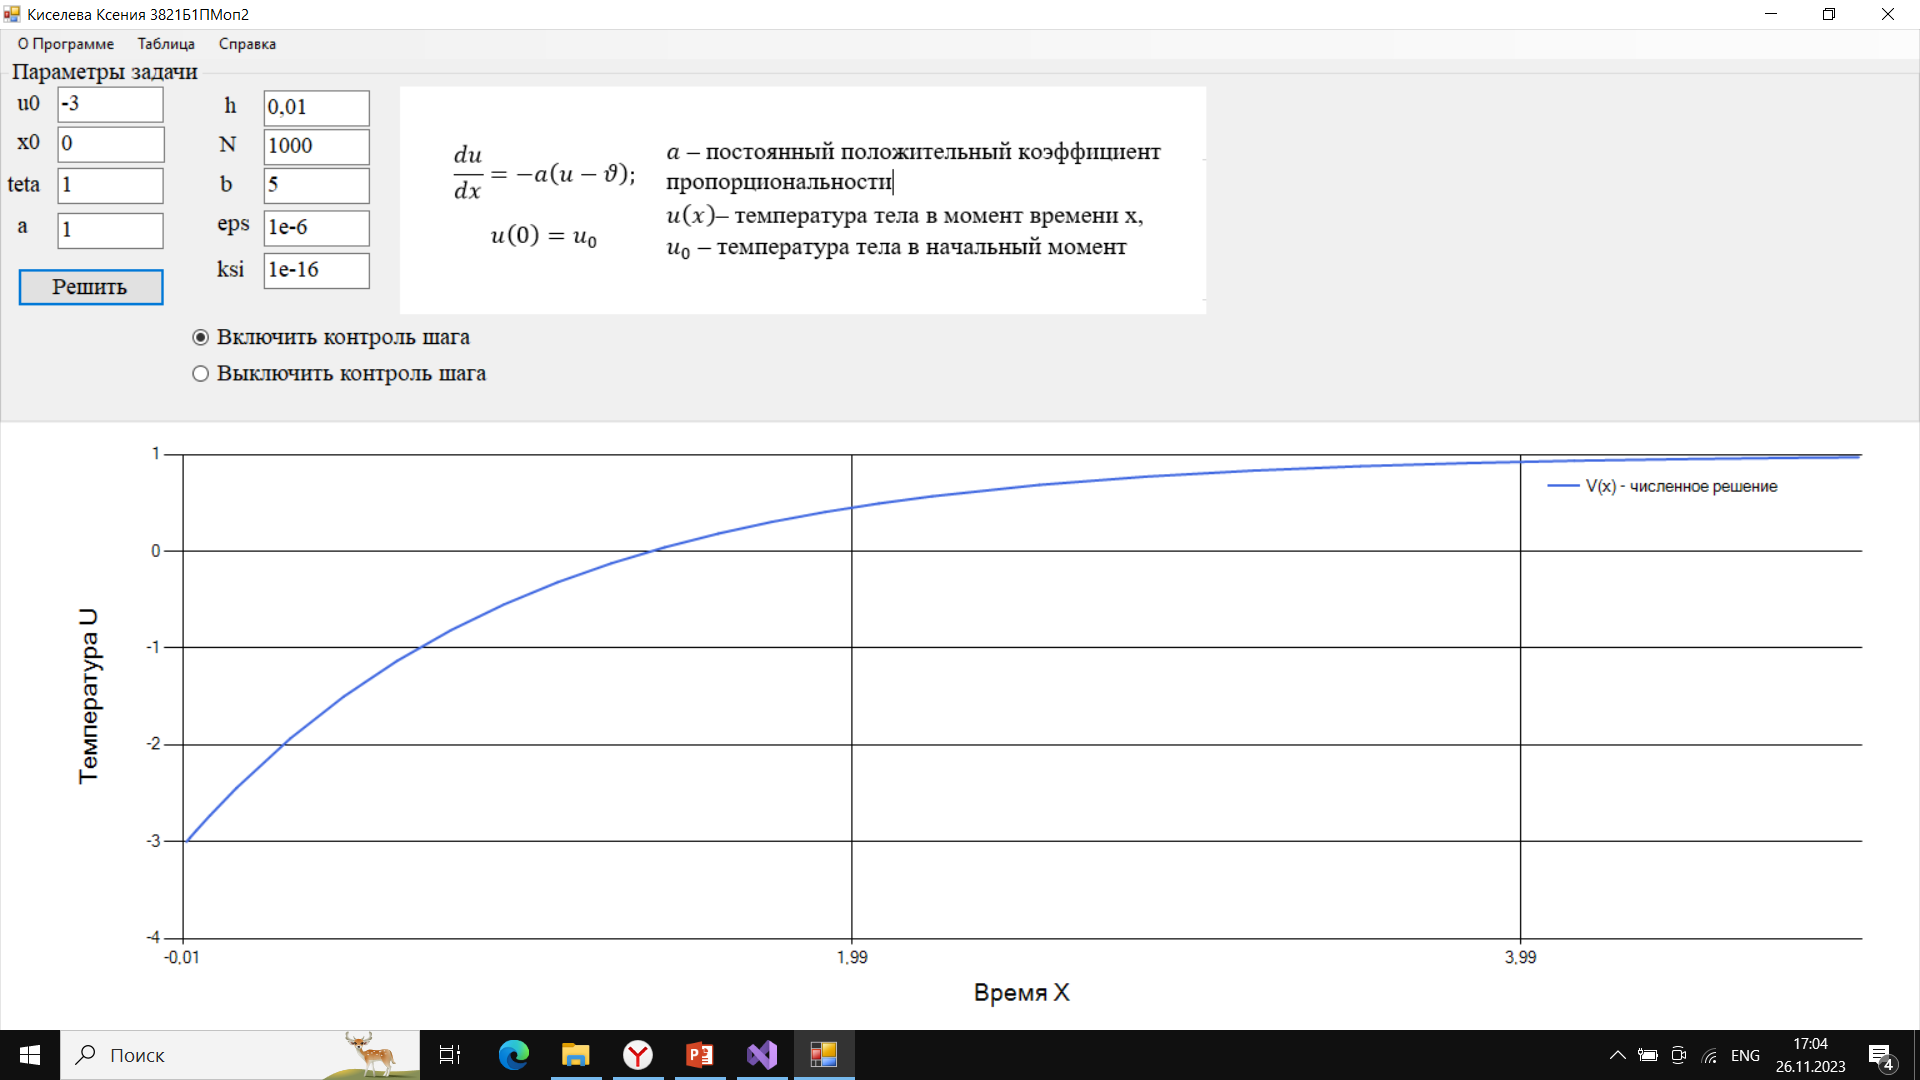 Киселева Ксения 3821Б1ПМоп2
О Программе Таблица Справка
Параметры задачи
u0 -3 h 0,01
x0 0 N 1000
teta 1 b 5
a 1 eps 1e-6
ksi 1e-16
Решить
Включить контроль шага
Выключить контроль шага
du/dx = −a(u − ϑ);
u(0) = u₀
a – постоянный положительный коэффициент
пропорциональности
u(x)– температура тела в момент времени x,
u₀ – температура тела в начальный момент
1
0
-1
-2
-3
-4
Температура U
V(x) - численное решение
-0,01 1,99 3,99
Время X
Поиск
ENG
17:04
26.11.2023
4